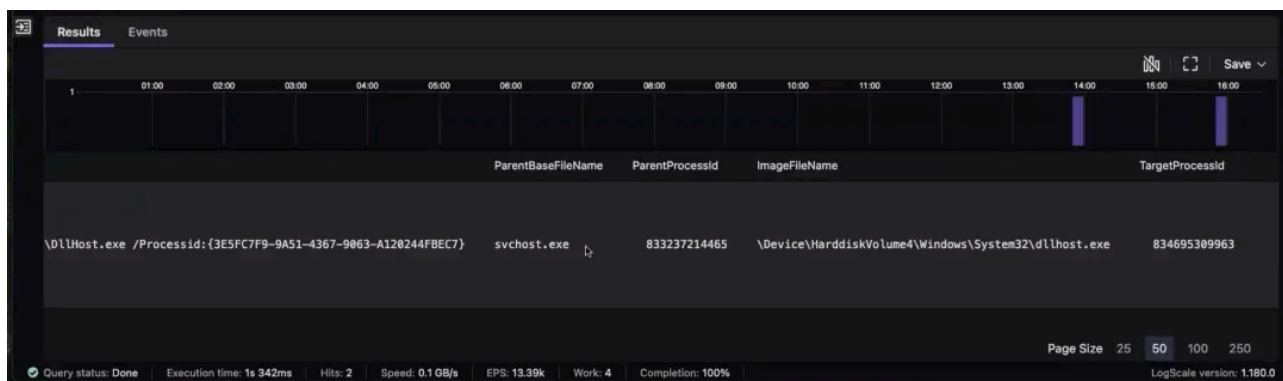 Results Events
Save
01:00 02:00 03:00 04:00 05:00 06:00 07:00 08:00 09:00 10:00 11:00 12:00 13:00 14:00 15:00 16:00
1
ParentBaseFileName ParentProcessId ImageFileName TargetProcessId
\DllHost.exe /Processid:{3E5FC7F9-9A51-4367-9063-A120244FBEC7} svchost.exe 833237214465 \Device\HarddiskVolume4\Windows\System32\dllhost.exe 834695309963
Page Size 25 50 100 250
Query status: Done Execution time: 1s 342ms Hits: 2 Speed: 0.1 GB/s EPS: 13.39k Work: 4 Completion: 100% LogScale version: 1.180.0